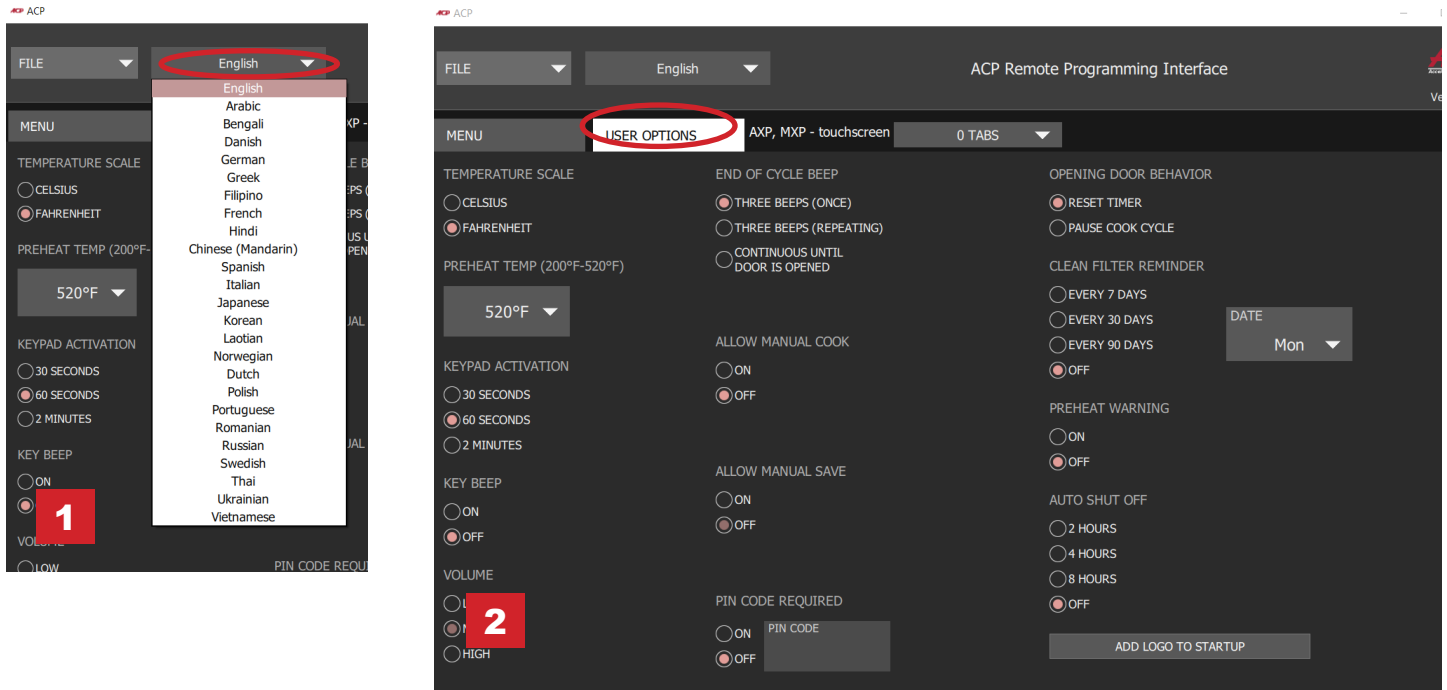 ACP ACP
FILE
English
English
Arabic
Bengali
Danish
German
Greek
Filipino
French
Hindi
Chinese (Mandarin)
Spanish
Italian
Japanese
Korean
Laotian
Norwegian
Dutch
Polish
Portuguese
Romanian
Russian
Swedish
Thai
Ukrainian
Vietnamese
MENU
TEMPERATURE SCALE
CELSIUS
FAHRENHEIT
PREHEAT TEMP (200°F-
520°F
KEYPAD ACTIVATION
30 SECONDS
60 SECONDS
2 MINUTES
KEY BEEP
ON
1
LOW
PIN CODE REQU
ACP ACP
FILE
English
ACP Remote Programming Interface
MENU
USER OPTIONS
AXP, MXP - touchscreen
0 TABS
TEMPERATURE SCALE
CELSIUS
FAHRENHEIT
PREHEAT TEMP (200°F-520°F)
520°F
KEYPAD ACTIVATION
30 SECONDS
60 SECONDS
2 MINUTES
KEY BEEP
ON
OFF
VOLUME
2
HIGH
END OF CYCLE BEEP
THREE BEEPS (ONCE)
THREE BEEPS (REPEATING)
CONTINUOUS UNTIL
DOOR IS OPENED
ALLOW MANUAL COOK
ON
OFF
ALLOW MANUAL SAVE
ON
OFF
PIN CODE REQUIRED
ON
OFF
PIN CODE
OPENING DOOR BEHAVIOR
RESET TIMER
PAUSE COOK CYCLE
CLEAN FILTER REMINDER
EVERY 7 DAYS
EVERY 30 DAYS
EVERY 90 DAYS
OFF
DATE
Mon
PREHEAT WARNING
ON
OFF
AUTO SHUT OFF
2 HOURS
4 HOURS
8 HOURS
OFF
ADD LOGO TO STARTUP